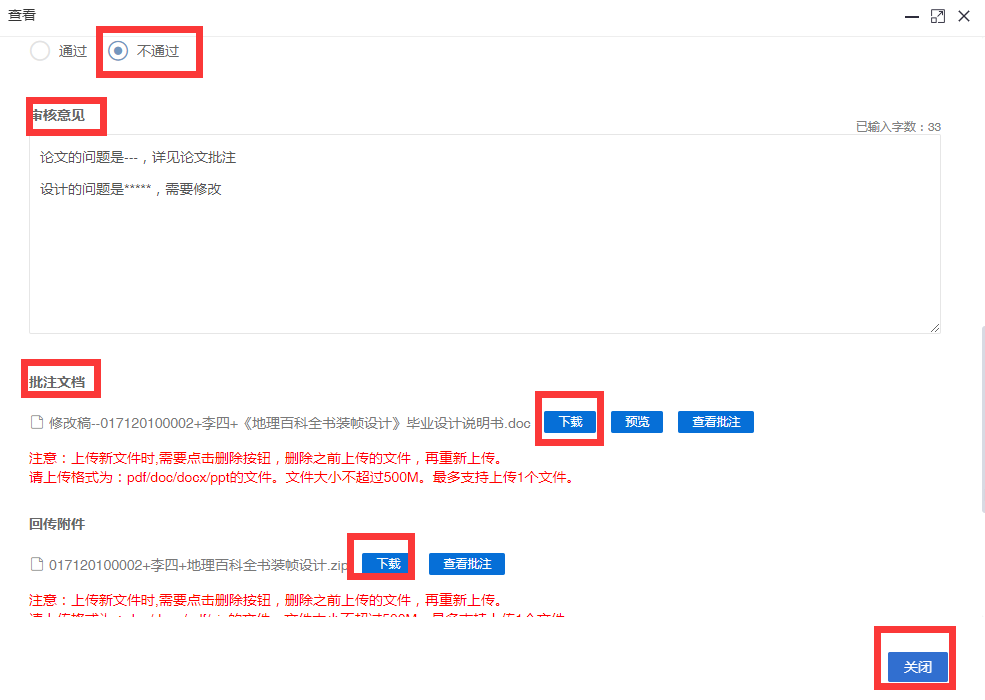 查看
通过 不通过
审核意见
已输入字数：33
论文的问题是---，详见论文批注
设计的问题是*****，需要修改
批注文档
修改稿--017120100002+李四+《地理百科全书装帧设计》毕业设计说明书.doc 下载 预览 查看批注
注意：上传新文件时,需要点击删除按钮，删除之前上传的文件，再重新上传。
请上传格式为：pdf/doc/docx/ppt的文件。文件大小不超过500M。最多支持上传1个文件。
回传附件
017120100002+李四+地理百科全书装帧设计.zip 下载 查看批注
注意：上传新文件时,需要点击删除按钮，删除之前上传的文件，再重新上传。
关闭